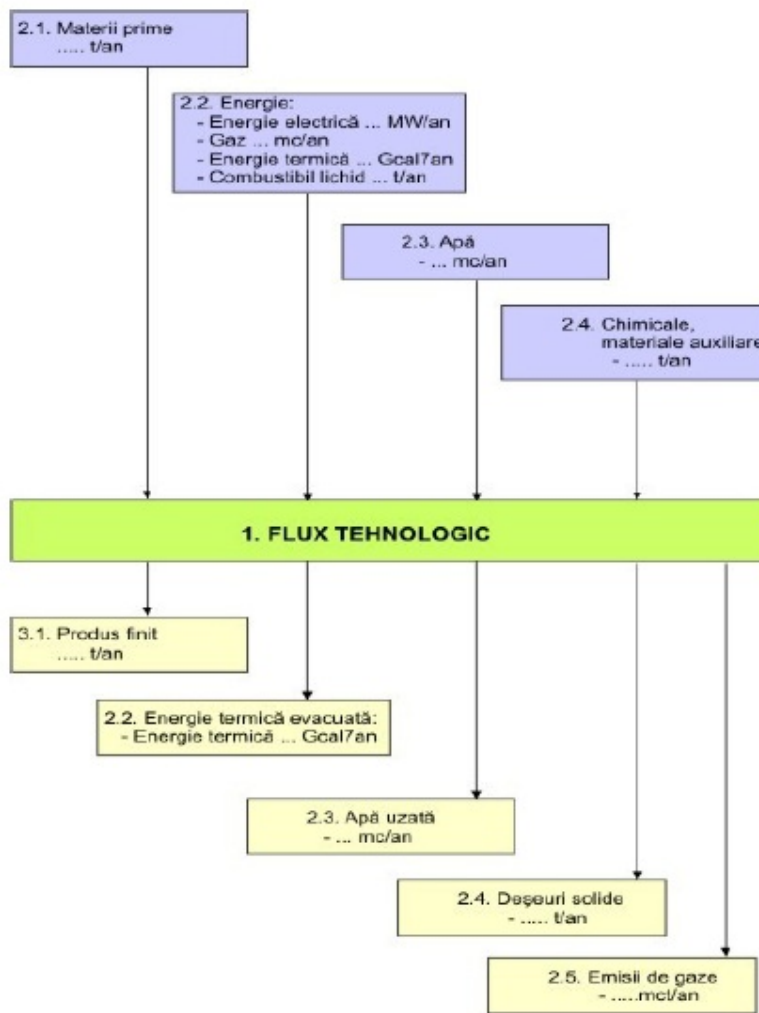 2.1. Materii prime
..... t/an
2.2. Energie:
- Energie electrică ... MW/an
- Gaz ... mc/an
- Energie termică ... Gcal7an
- Combustibil lichid ... t/an
2.3. Apă
- ... mc/an
2.4. Chimicale,
materiale auxiliare
- ..... t/an
1. FLUX TEHNOLOGIC
3.1. Produs finit
..... t/an
2.2. Energie termică evacuată:
- Energie termică ... Gcal7an
2.3. Apă uzată
- ... mc/an
2.4. Deșeuri solide
- ..... t/an
2.5. Emisii de gaze
- .....mct/an